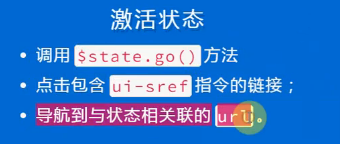 激活状态
• 调用 $state.go() 方法
• 点击包含 ui-sref 指令的链接；
• 导航到与状态相关联的 url。